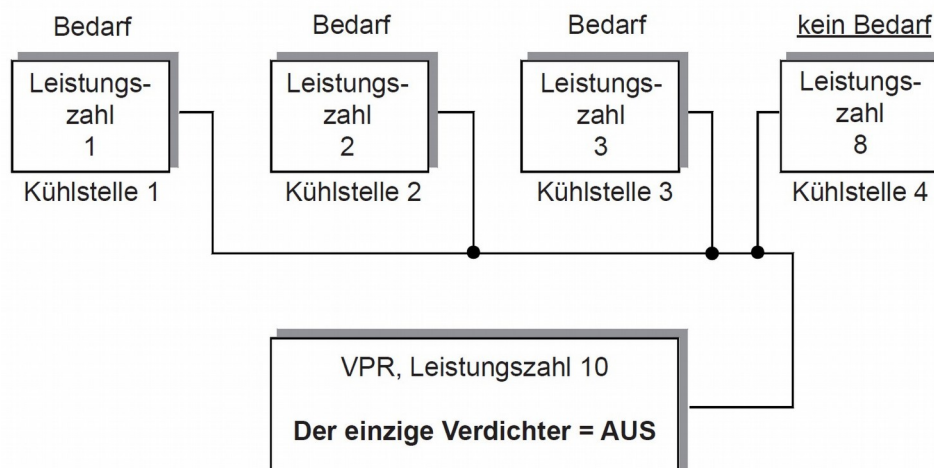 Bedarf
Bedarf
Bedarf
kein Bedarf
Leistungs-
zahl
1
Leistungs-
zahl
2
Leistungs-
zahl
3
Leistungs-
zahl
8
Kühlstelle 1
Kühlstelle 2
Kühlstelle 3
Kühlstelle 4
VPR, Leistungszahl 10
Der einzige Verdichter = AUS